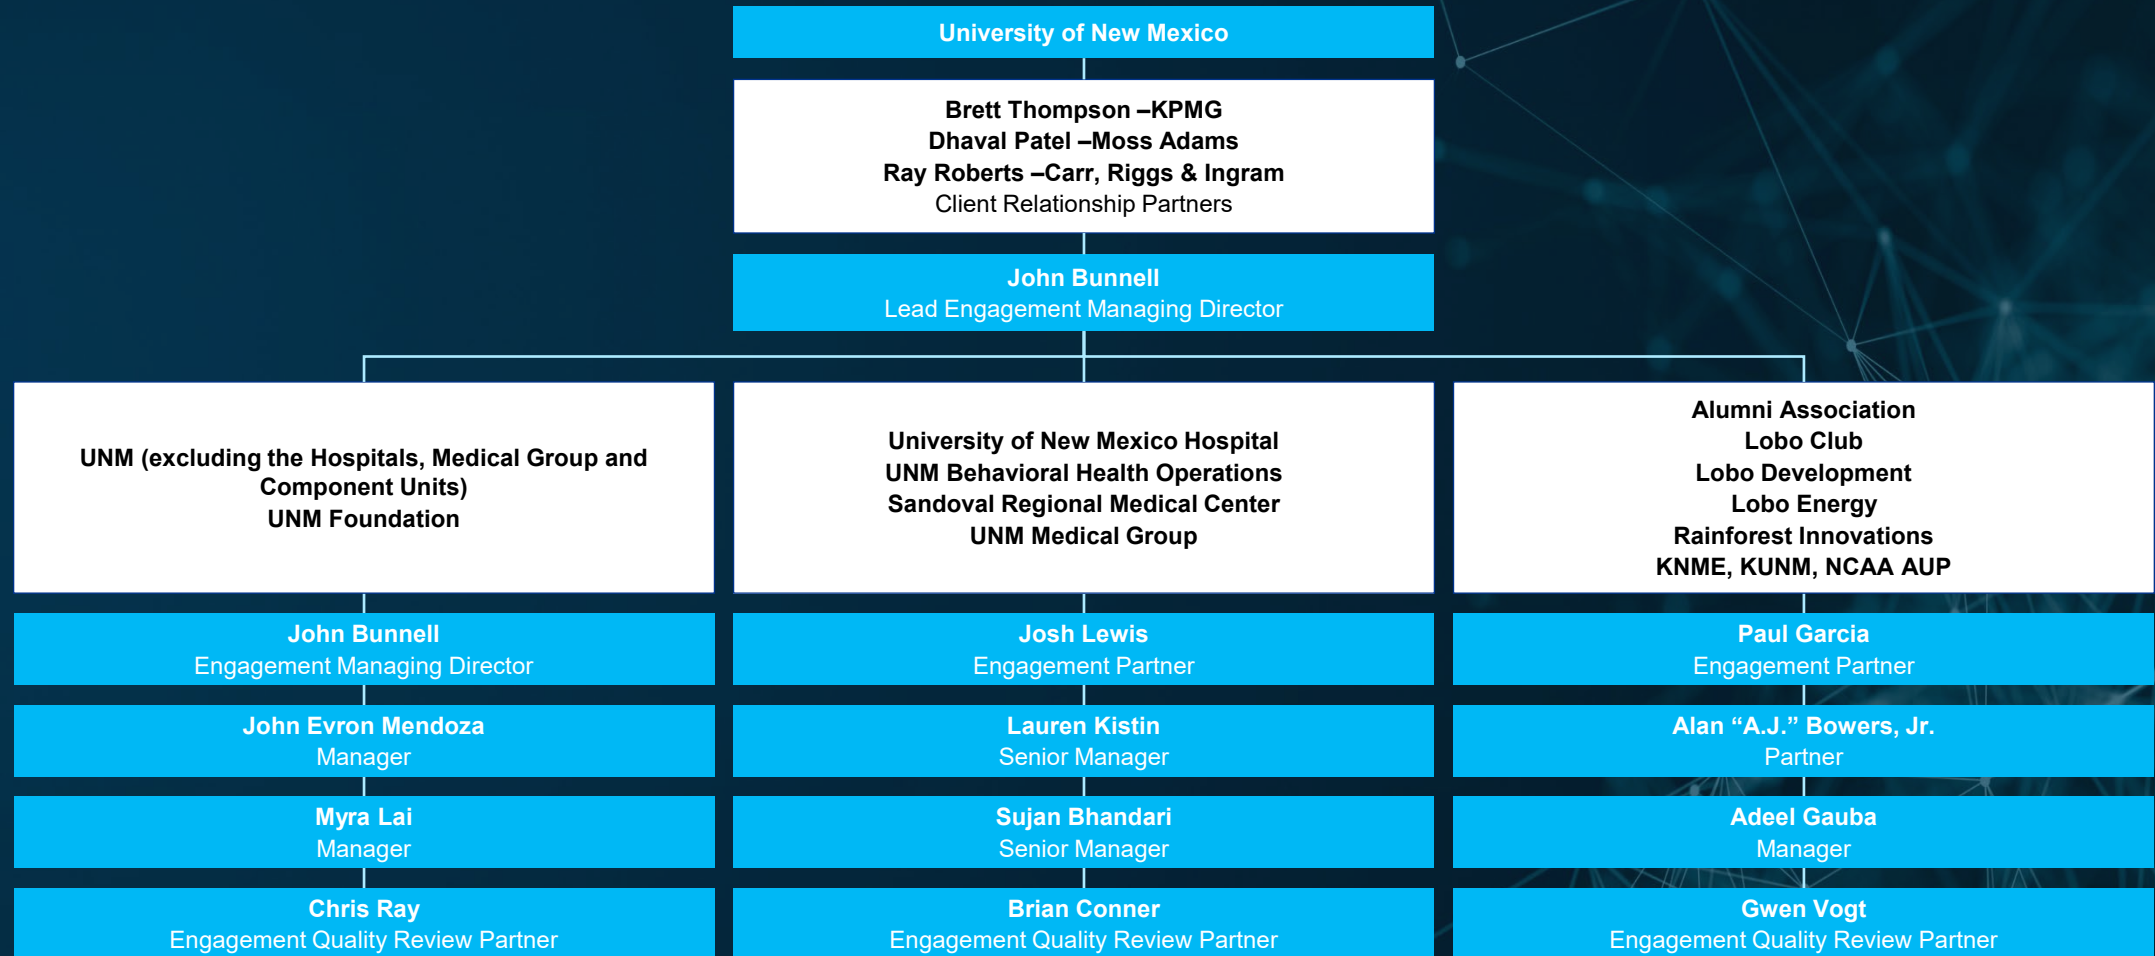 University of New Mexico
Brett Thompson –KPMG
Dhaval Patel –Moss Adams
Ray Roberts –Carr, Riggs & Ingram
Client Relationship Partners
John Bunnell
Lead Engagement Managing Director
UNM (excluding the Hospitals, Medical Group and
Component Units)
UNM Foundation
John Bunnell
Engagement Managing Director
John Evron Mendoza
Manager
Myra Lai
Manager
Chris Ray
Engagement Quality Review Partner
University of New Mexico Hospital
UNM Behavioral Health Operations
Sandoval Regional Medical Center
UNM Medical Group
Josh Lewis
Engagement Partner
Lauren Kistin
Senior Manager
Sujan Bhandari
Senior Manager
Brian Conner
Engagement Quality Review Partner
Alumni Association
Lobo Club
Lobo Development
Lobo Energy
Rainforest Innovations
KNME, KUNM, NCAA AUP
Paul Garcia
Engagement Partner
Alan “A.J.” Bowers, Jr.
Partner
Adeel Gauba
Manager
Gwen Vogt
Engagement Quality Review Partner